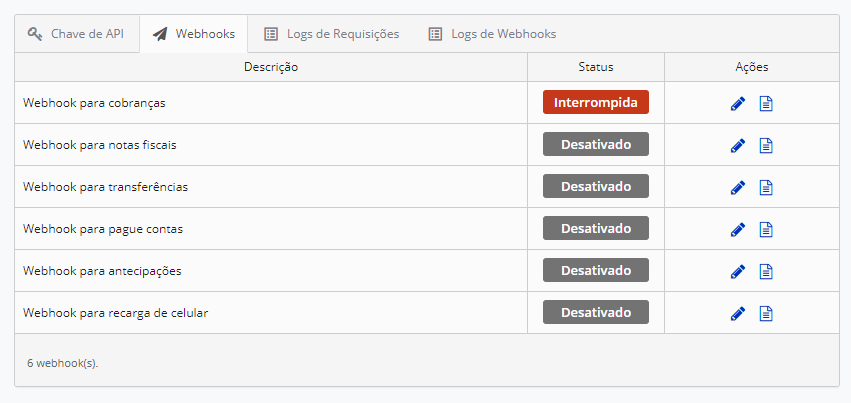 Chave de API Webhooks Logs de Requisições Logs de Webhooks
Descrição Status Ações
Webhook para cobranças Interrompida
Webhook para notas fiscais Desativado
Webhook para transferências Desativado
Webhook para pague contas Desativado
Webhook para antecipações Desativado
Webhook para recarga de celular Desativado
6 webhook(s).